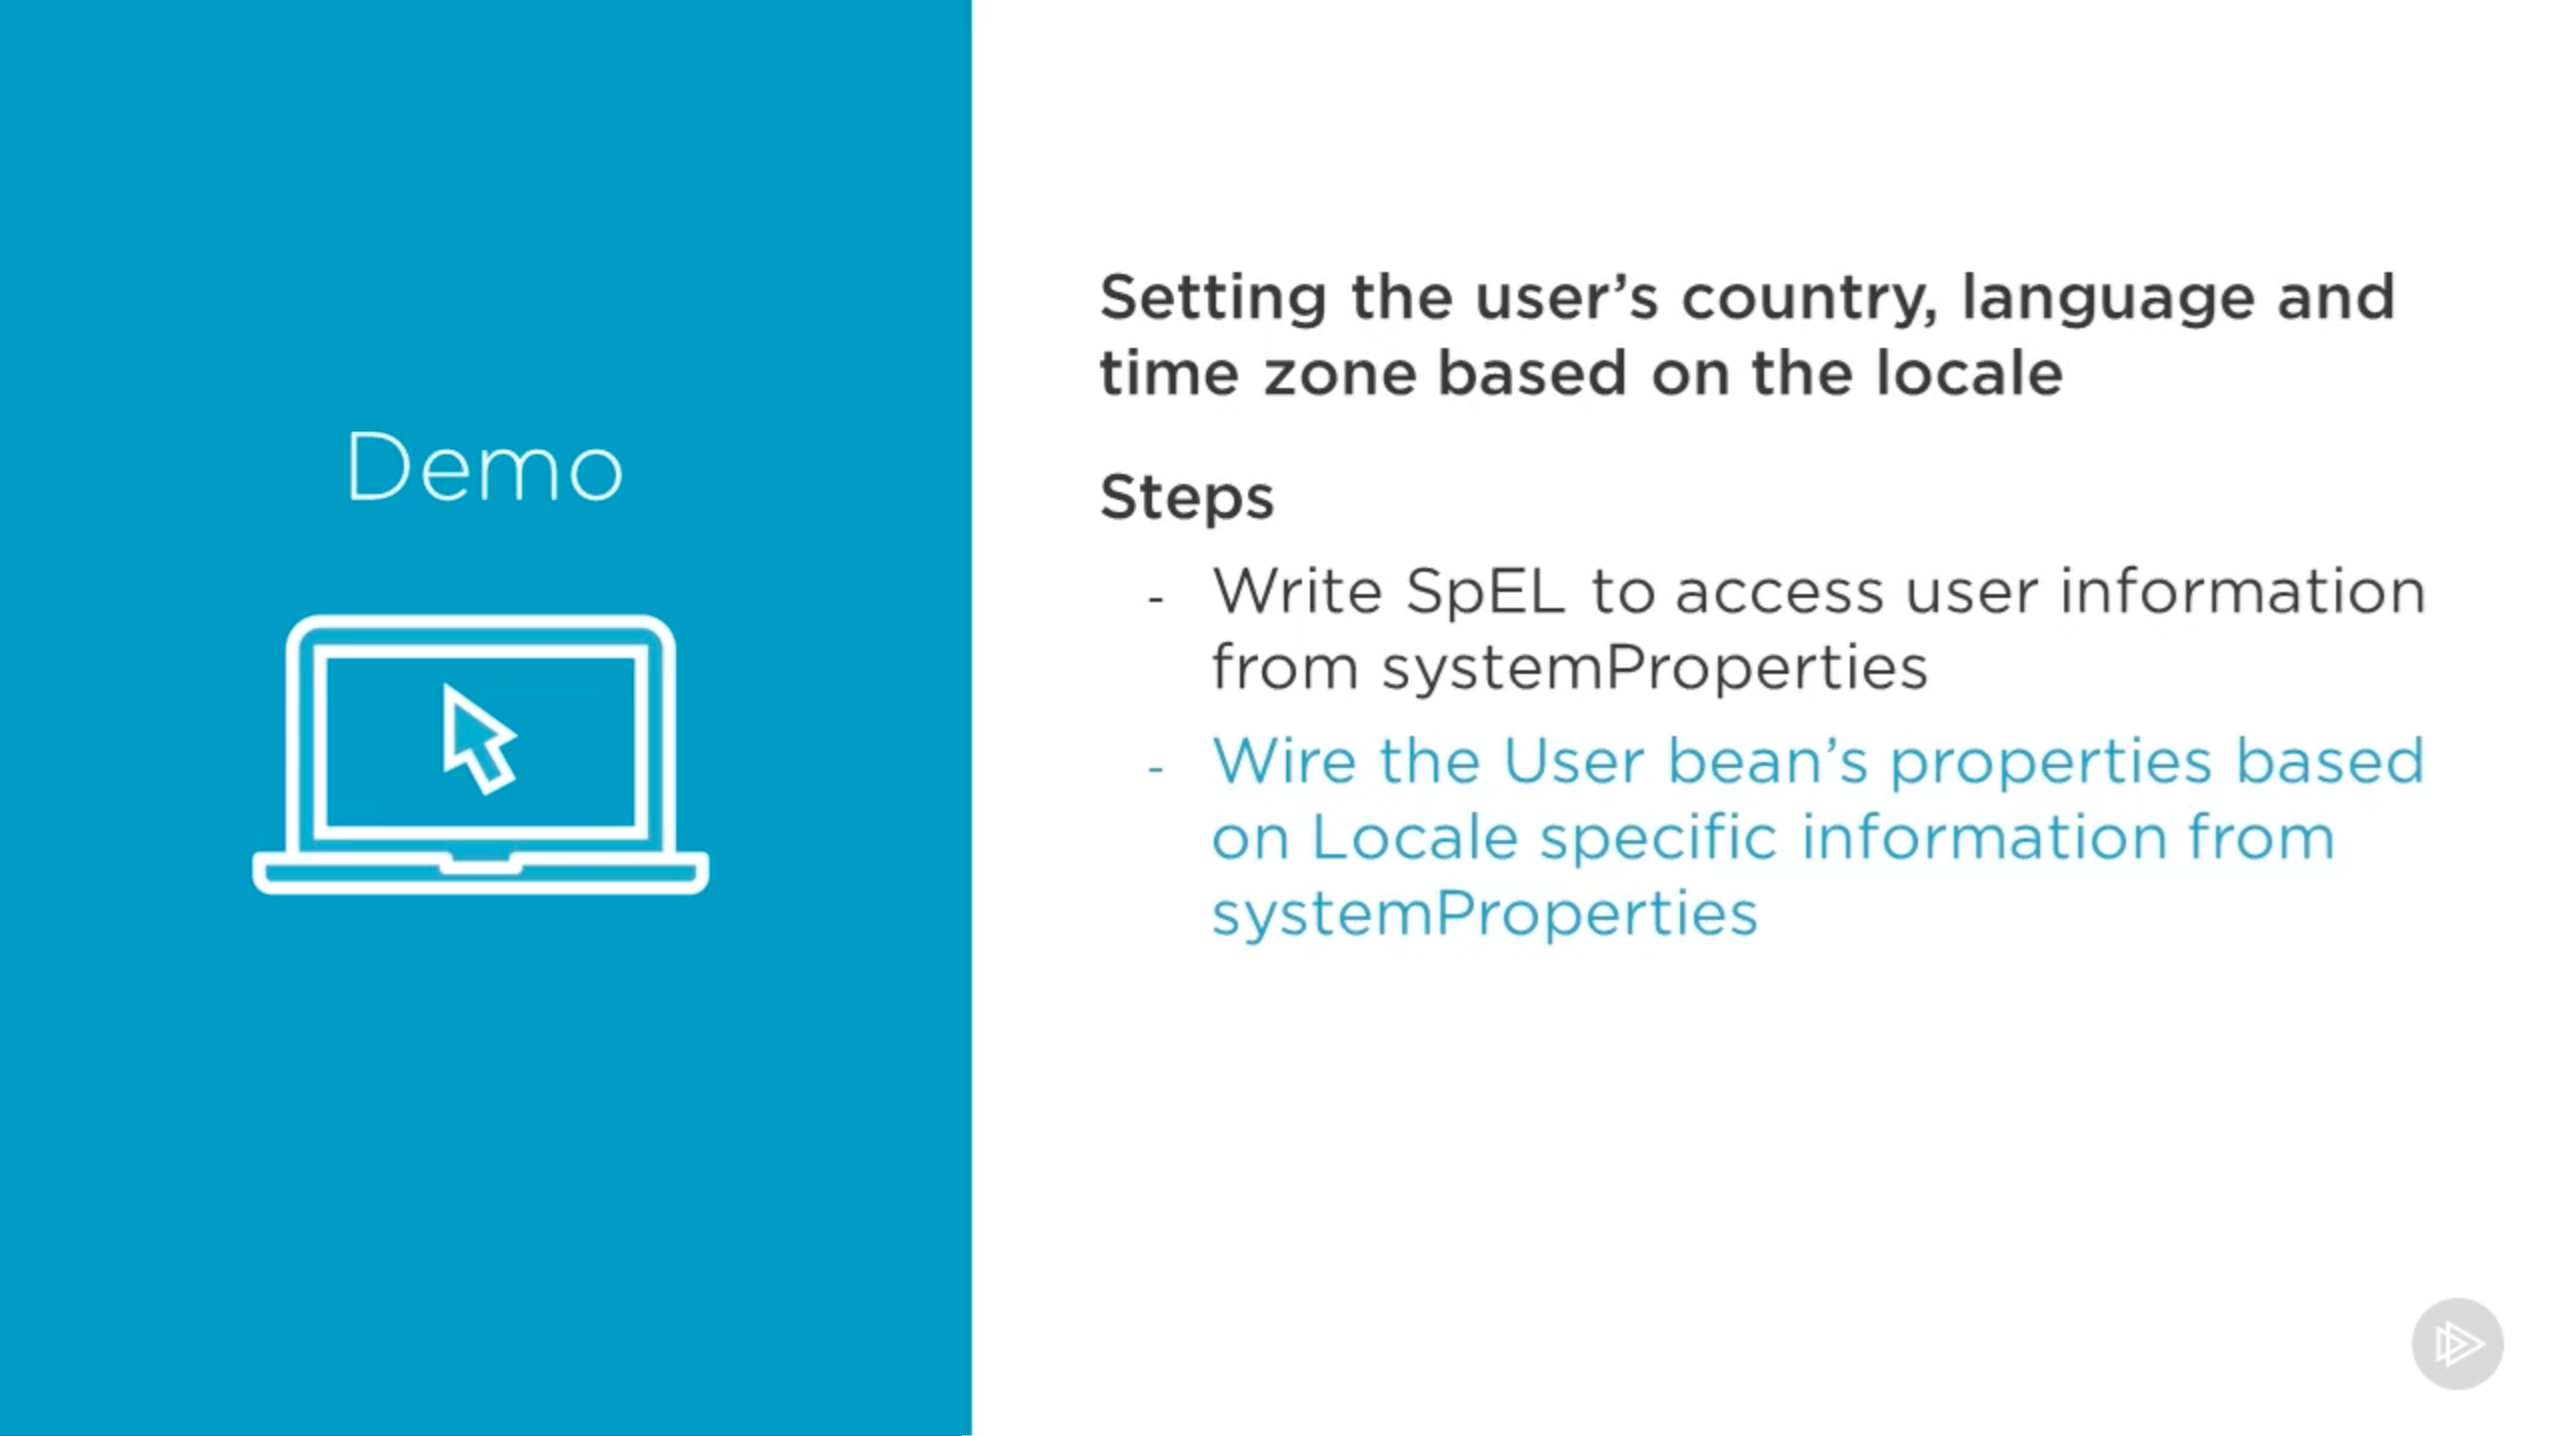 Demo
Setting the user’s country, language and
time zone based on the locale
Steps
- Write SpEL to access user information
from systemProperties
- Wire the User bean’s properties based
on Locale specific information from
systemProperties